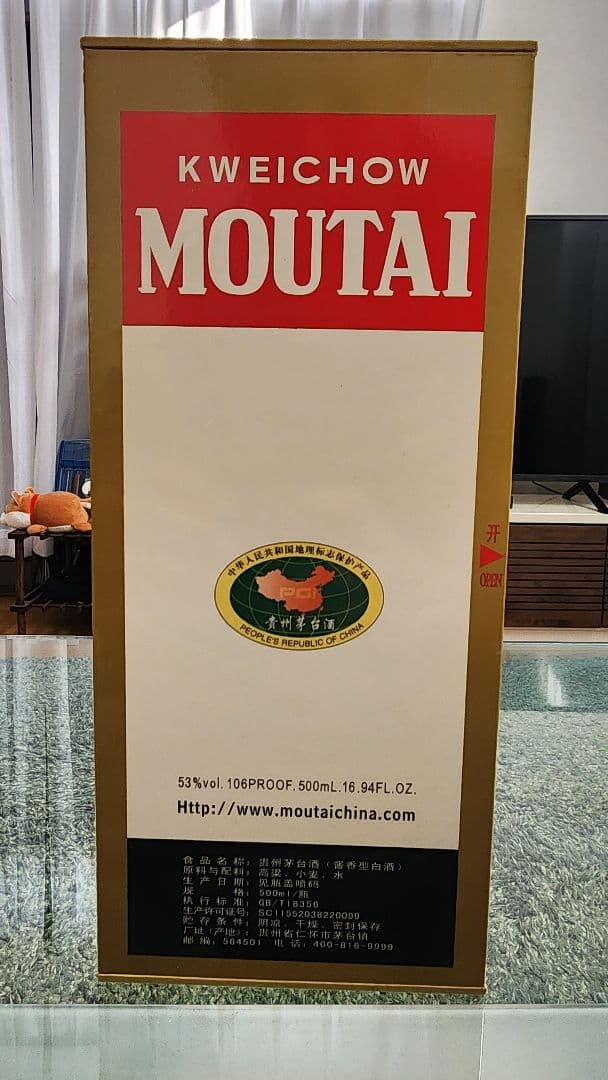 KWEICHOW
MOUTAI
开
OPEN
中华人民共和国地理标志保护产品
PGI
贵州茅台酒
PEOPLE'S REPUBLIC OF CHINA
53%vol. 106PROOF. 500mL.16.94FL.OZ.
Http://www.moutaichina.com
食品名称：贵州茅台酒（酱香型白酒）
原料与配料：高粱、小麦、水
生产日期：见瓶盖喷码
规格：500ml/瓶
执行标准：GB/T18356
生产许可证号：SC11552038220099
贮存条件：阴凉、干燥、密封保存
厂址(产地)：贵州省仁怀市茅台镇
邮编：564501 电话：400-818-9999